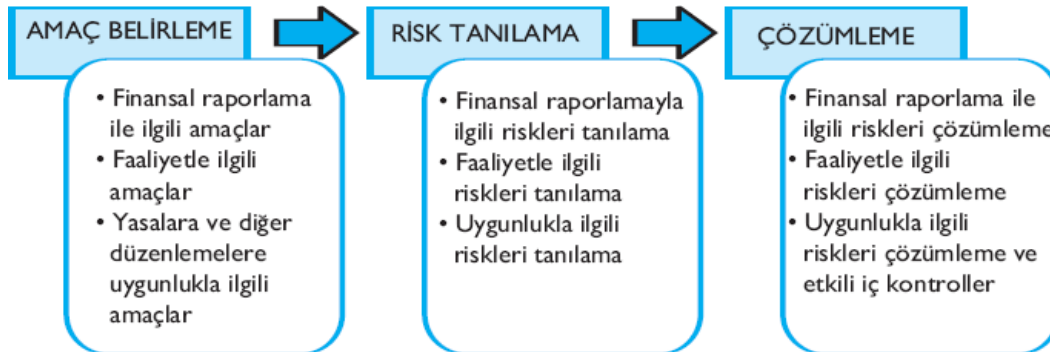 AMAÇ BELİRLEME
• Finansal raporlama
ile ilgili amaçlar
• Faaliyetle ilgili
amaçlar
• Yasalara ve diğer
düzenlemelere
uygunlukla ilgili
amaçlar
RİSK TANILAMA
• Finansal raporlamayla
ilgili riskleri tanılama
• Faaliyetle ilgili
riskleri tanılama
• Uygunlukla ilgili
riskleri tanılama
ÇÖZÜMLEME
• Finansal raporlama ile
ilgili riskleri çözümleme
• Faaliyetle ilgili
riskleri çözümleme
• Uygunlukla ilgili
riskleri çözümleme ve
etkili iç kontroller